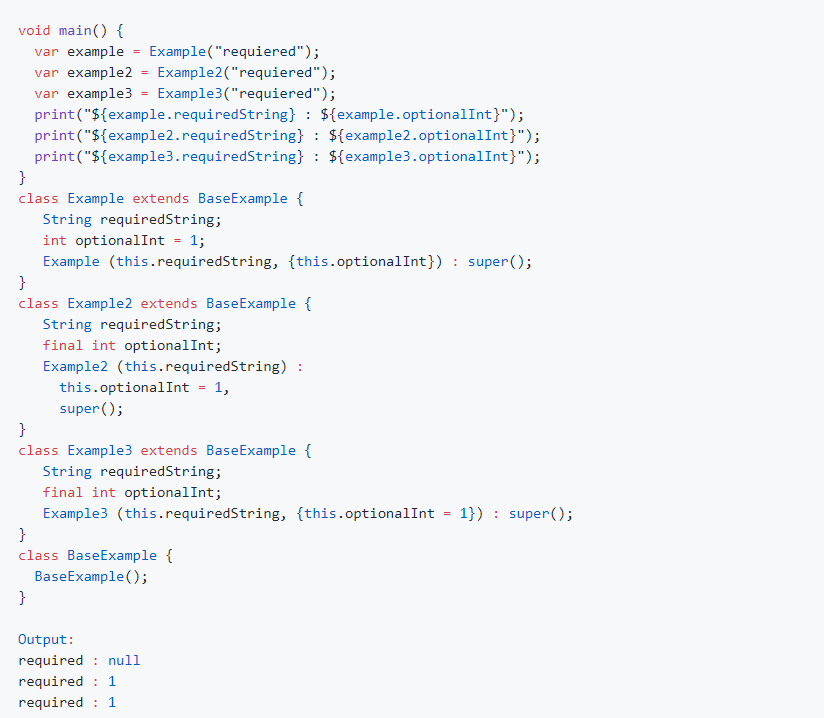 void main() {
  var example = Example("requiered");
  var example2 = Example2("requiered");
  var example3 = Example3("requiered");
  print("${example.requiredString} : ${example.optionalInt}");
  print("${example2.requiredString} : ${example2.optionalInt}");
  print("${example3.requiredString} : ${example3.optionalInt}");
}
class Example extends BaseExample {
   String requiredString;
   int optionalInt = 1;
   Example (this.requiredString, {this.optionalInt}) : super();
}
class Example2 extends BaseExample {
   String requiredString;
   final int optionalInt;
   Example2 (this.requiredString) :
     this.optionalInt = 1,
     super();
}
class Example3 extends BaseExample {
   String requiredString;
   final int optionalInt;
   Example3 (this.requiredString, {this.optionalInt = 1}) : super();
}
class BaseExample {
  BaseExample();
}

Output:
required : null
required : 1
required : 1